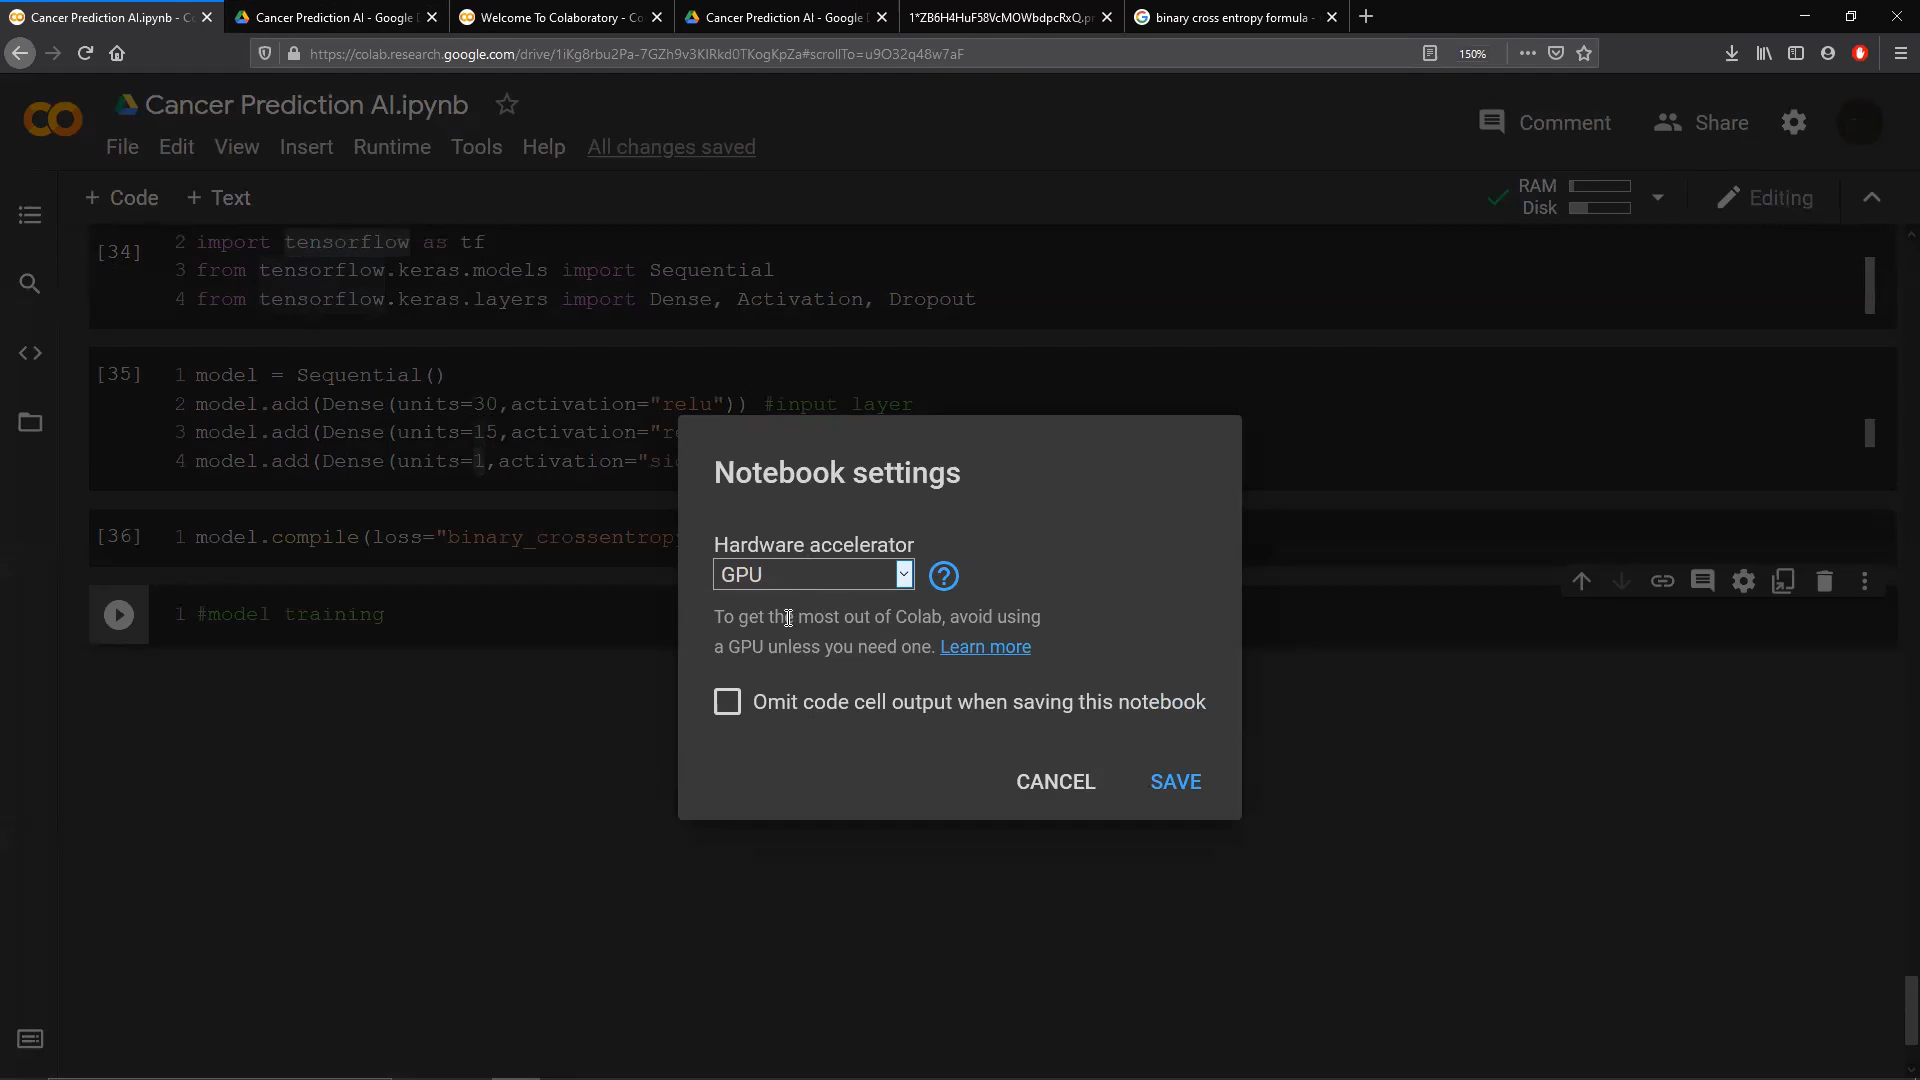 Cancer Prediction AI.ipynb - Co
Cancer Prediction AI - Google D
Welcome To Colaboratory - Co
Cancer Prediction AI - Google D
1*ZB6H4HuF58VcMOWbdpcRxQ.pn
binary cross entropy formula -
https://colab.research.google.com/drive/1iKg8rbu2Pa-7GZh9v3KIRkd0TKogKpZa#scrollTo=u9O32q48w7aF
150%
Cancer Prediction AI.ipynb
Comment
Share
File Edit View Insert Runtime Tools Help All changes saved
+ Code + Text
RAM
Disk
Editing
[34]
2 import tensorflow as tf
3 from tensorflow.keras.models import Sequential
4 from tensorflow.keras.layers import Dense, Activation, Dropout
[35]
1 model = Sequential()
2 model.add(Dense(units=30,activation="relu")) #input layer
3 model.add(Dense(units=15,activation="re
4 model.add(Dense(units=1,activation="si
[36]
1 model.compile(loss="binary_crossentropy
1 #model training
Notebook settings
Hardware accelerator
GPU
To get the most out of Colab, avoid using
a GPU unless you need one. Learn more
Omit code cell output when saving this notebook
CANCEL SAVE